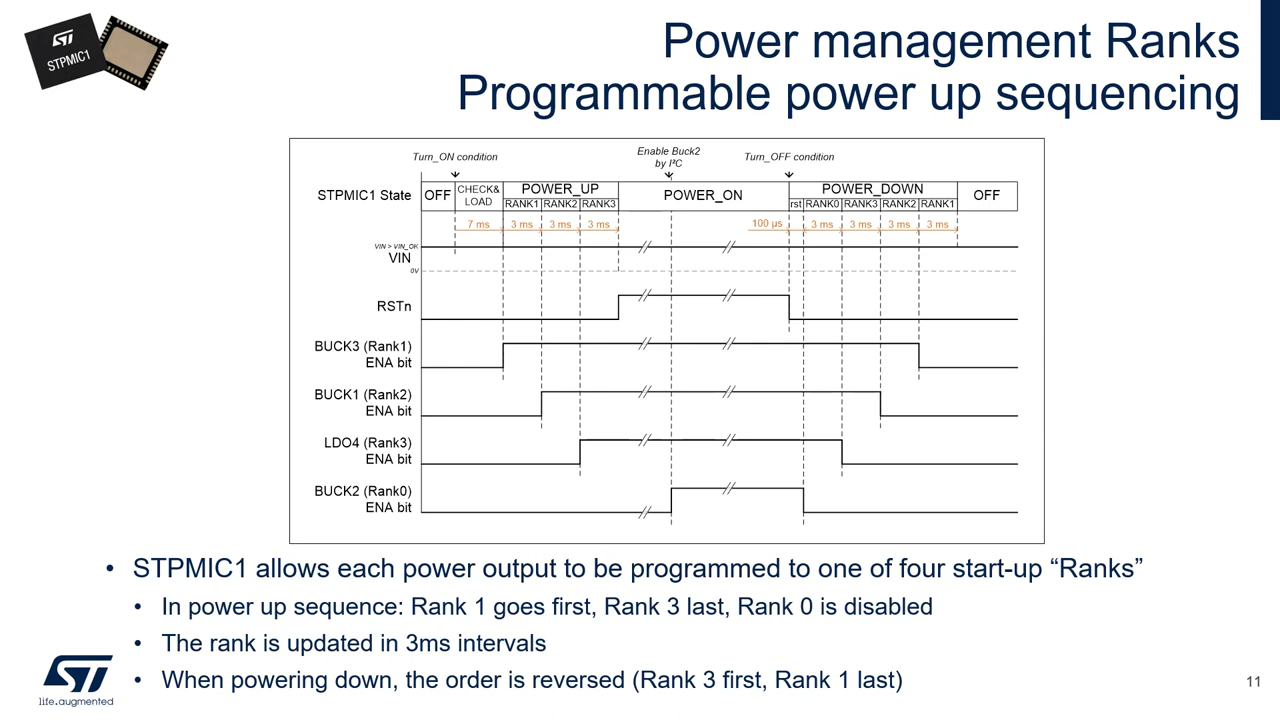 STPMIC1
Power management Ranks
Programmable power up sequencing
Turn_ON condition
Enable Buck2
by I²C
Turn_OFF condition
STPMIC1 State
OFF
CHECK&
LOAD
POWER_UP
RANK1 RANK2 RANK3
POWER_ON
POWER_DOWN
rst RANK0 RANK3 RANK2 RANK1
OFF
7 ms 3 ms 3 ms 3 ms 100 µs 3 ms 3 ms 3 ms 3 ms
VIN > VIN_OK
VIN
0V
RSTn
BUCK3 (Rank1)
ENA bit
BUCK1 (Rank2)
ENA bit
LDO4 (Rank3)
ENA bit
BUCK2 (Rank0)
ENA bit
• STPMIC1 allows each power output to be programmed to one of four start-up “Ranks”
• In power up sequence: Rank 1 goes first, Rank 3 last, Rank 0 is disabled
• The rank is updated in 3ms intervals
• When powering down, the order is reversed (Rank 3 first, Rank 1 last)
ST
life.augmented
11